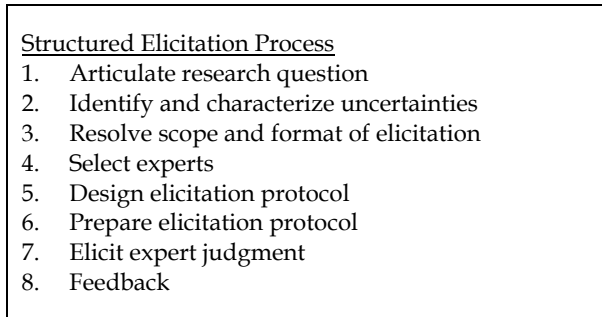 Structured Elicitation Process
1. Articulate research question
2. Identify and characterize uncertainties
3. Resolve scope and format of elicitation
4. Select experts
5. Design elicitation protocol
6. Prepare elicitation protocol
7. Elicit expert judgment
8. Feedback